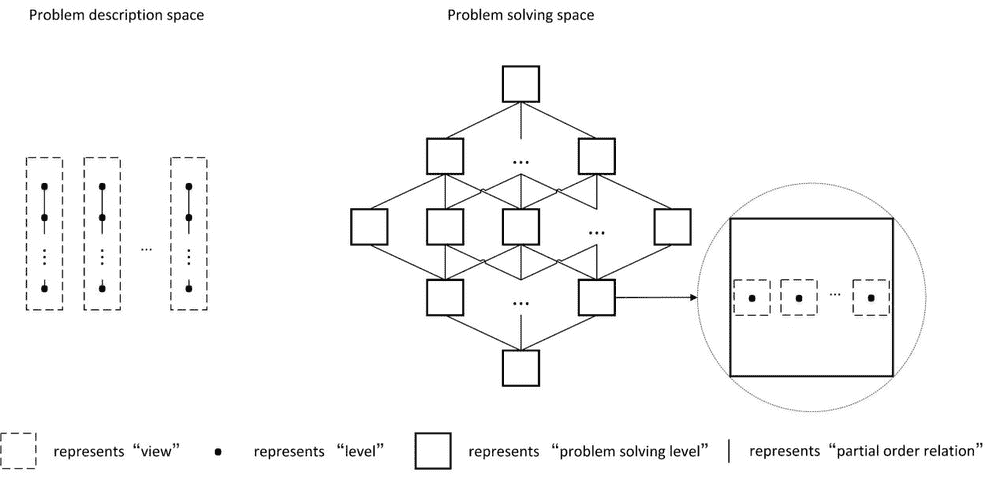 Problem description space
Problem solving space
...
...
...
...
...
represents “view”
represents “level”
represents “problem solving level”
represents “partial order relation”